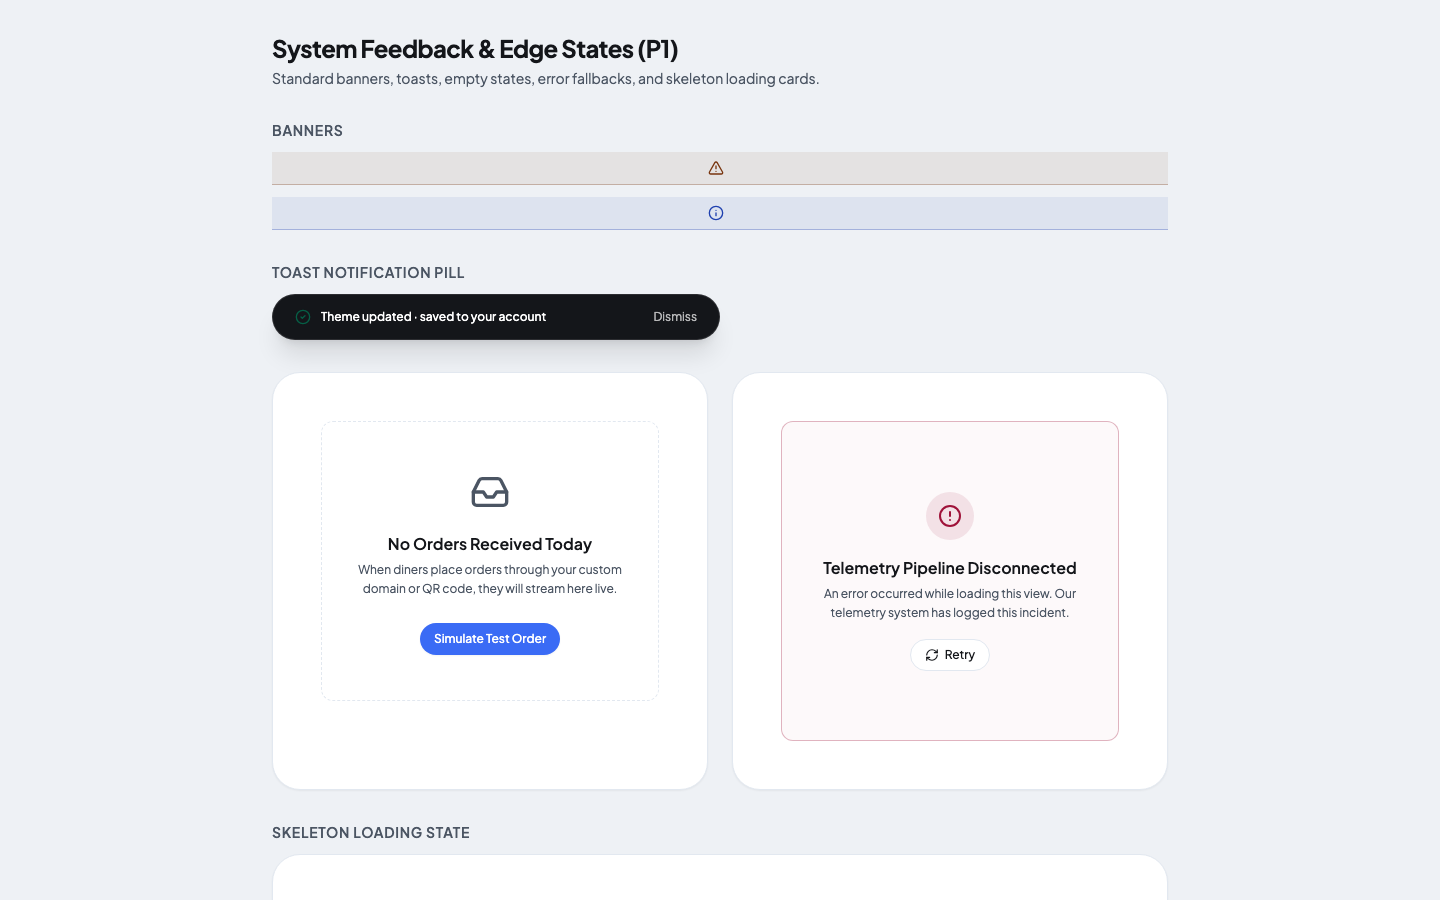 System Feedback & Edge States (P1)
Standard banners, toasts, empty states, error fallbacks, and skeleton loading cards.
BANNERS
TOAST NOTIFICATION PILL
Theme updated · saved to your account
Dismiss
No Orders Received Today
When diners place orders through your custom
domain or QR code, they will stream here live.
Simulate Test Order
Telemetry Pipeline Disconnected
An error occurred while loading this view. Our
telemetry system has logged this incident.
Retry
SKELETON LOADING STATE